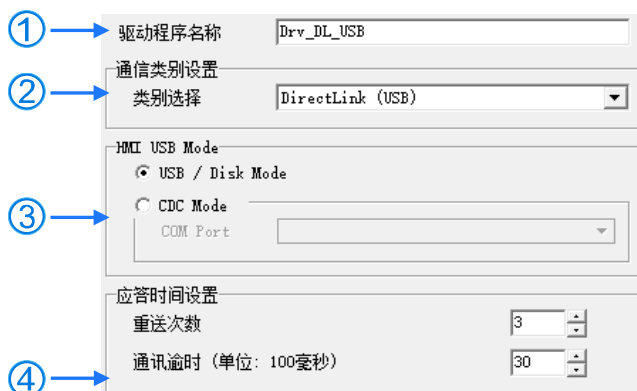 ① 驱动程序名称 Drv_DL_USB
通信类别设置
② 类别选择 DirectLink (USB)
HMI USB Mode
USB / Disk Mode
CDC Mode
③ COM Port
应答时间设置
重送次数 3
通讯逾时 (单位: 100毫秒) 30
④